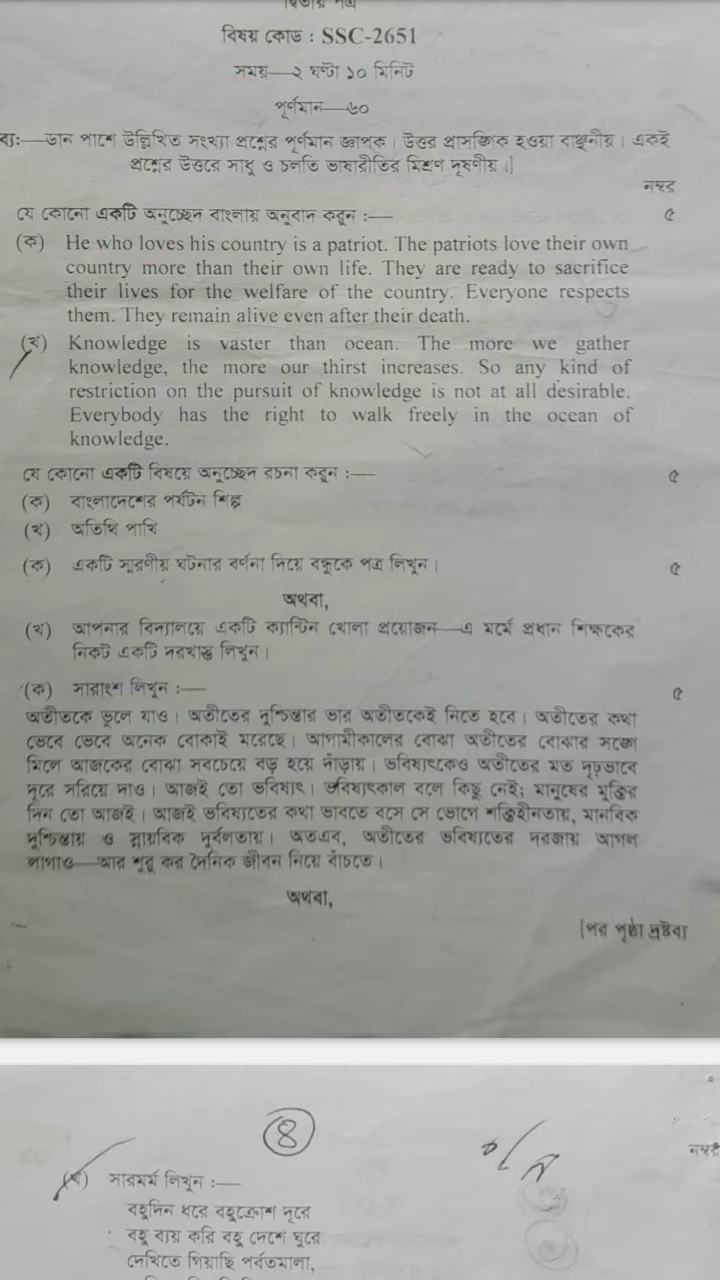 দ্বিতীয় পত্র
বিষয় কোড : SSC-2651
সময়—২ ঘণ্টা ১০ মিনিট
পূর্ণমান—৬০
ব্য:—ডান পাশে উল্লিখিত সংখ্যা প্রশ্নের পূর্ণমান জ্ঞাপক। উত্তর প্রাসঙ্গিক হওয়া বাঞ্ছনীয়। একই
প্রশ্নের উত্তরে সাধু ও চলতি ভাষারীতির মিশ্রণ দূষণীয়।]
নম্বর
যে কোনো একটি অনুচ্ছেদ বাংলায় অনুবাদ করুন :— ৫
(ক) He who loves his country is a patriot. The patriots love their own
country more than their own life. They are ready to sacrifice
their lives for the welfare of the country. Everyone respects
them. They remain alive even after their death.
(খ) Knowledge is vaster than ocean. The more we gather
knowledge, the more our thirst increases. So any kind of
restriction on the pursuit of knowledge is not at all desirable.
Everybody has the right to walk freely in the ocean of
knowledge.
যে কোনো একটি বিষয়ে অনুচ্ছেদ রচনা করুন :— ৫
(ক) বাংলাদেশের পর্যটন শিল্প
(খ) অতিথি পাখি
(ক) একটি স্মরণীয় ঘটনার বর্ণনা দিয়ে বন্ধুকে পত্র লিখুন। ৫
অথবা,
(খ) আপনার বিদ্যালয়ে একটি ক্যান্টিন খোলা প্রয়োজন—এ মর্মে প্রধান শিক্ষকের
নিকট একটি দরখাস্ত লিখুন।
(ক) সারাংশ লিখুন :— ৫
অতীতকে ভুলে যাও। অতীতের দুশ্চিন্তার ভার অতীতকেই নিতে হবে। অতীতের কথা
ভেবে ভেবে অনেক বোকাই মরেছে। আগামীকালের বোঝা অতীতের বোঝার সঙ্গে
মিলে আজকের বোঝা সবচেয়ে বড় হয়ে দাঁড়ায়। ভবিষ্যৎকেও অতীতের মত দৃঢ়ভাবে
দূরে সরিয়ে দাও। আজই তো ভবিষ্যৎ। ভবিষ্যৎকাল বলে কিছু নেই; মানুষের মুক্তির
দিন তো আজই। আজই ভবিষ্যতের কথা ভাবতে বসে সে ভোগে শক্তিহীনতায়, মানবিক
দুশ্চিন্তায় ও স্নায়বিক দুর্বলতায়। অতএব, অতীতের ভবিষ্যতের দরজায় আগল
লাগাও—আর শুরু কর দৈনিক জীবন নিয়ে বাঁচতে।
অথবা,
[পর পৃষ্ঠা দ্রষ্টব্য
৪
নম্বর
(খ) সারমর্ম লিখুন :—
বহুদিন ধরে বহুক্রোশ দূরে
বহু ব্যয় করি বহু দেশে ঘুরে
দেখিতে গিয়াছি পর্বতমালা,